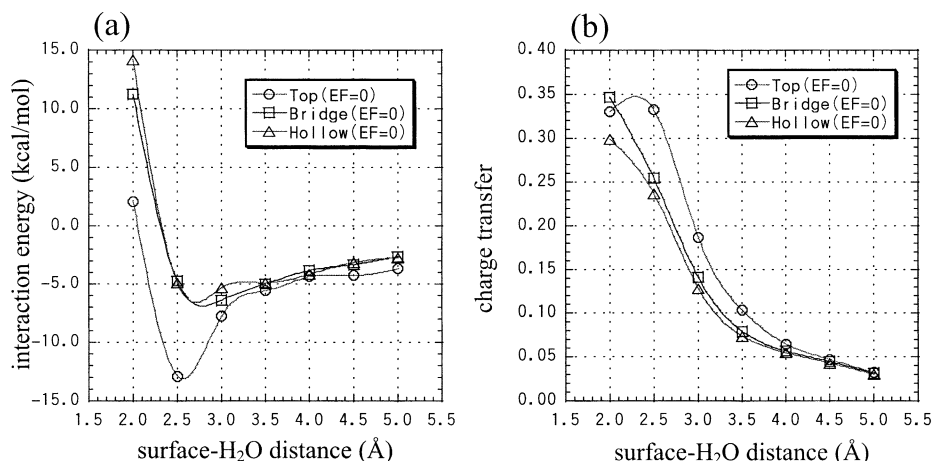 (a)
15.0
10.0
5.0
0.0
-5.0
-10.0
-15.0
interaction energy (kcal/mol)
Top(EF=0)
Bridge(EF=0)
Hollow(EF=0)
1.5 2.0 2.5 3.0 3.5 4.0 4.5 5.0 5.5
surface-H₂O distance (Å)
(b)
0.40
0.35
0.30
0.25
0.20
0.15
0.10
0.05
0.00
charge transfer
Top(EF=0)
Bridge(EF=0)
Hollow(EF=0)
1.5 2.0 2.5 3.0 3.5 4.0 4.5 5.0 5.5
surface-H₂O distance (Å)